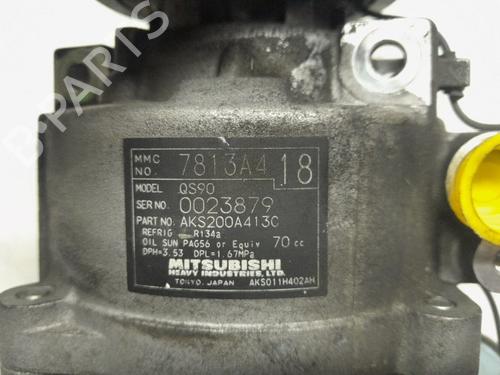 MMC NO. 7813A4 18
MODEL QS90
SER NO. 0023879
PART NO. AKS200A413C
REFRIG R134a
OIL SUN PAG56 or Equiv 70 cc
DPH=3.53 DPL=1.67MPa
MITSUBISHI
HEAVY INDUSTRIES, LTD.
TOKYO, JAPAN AKS011H402AH